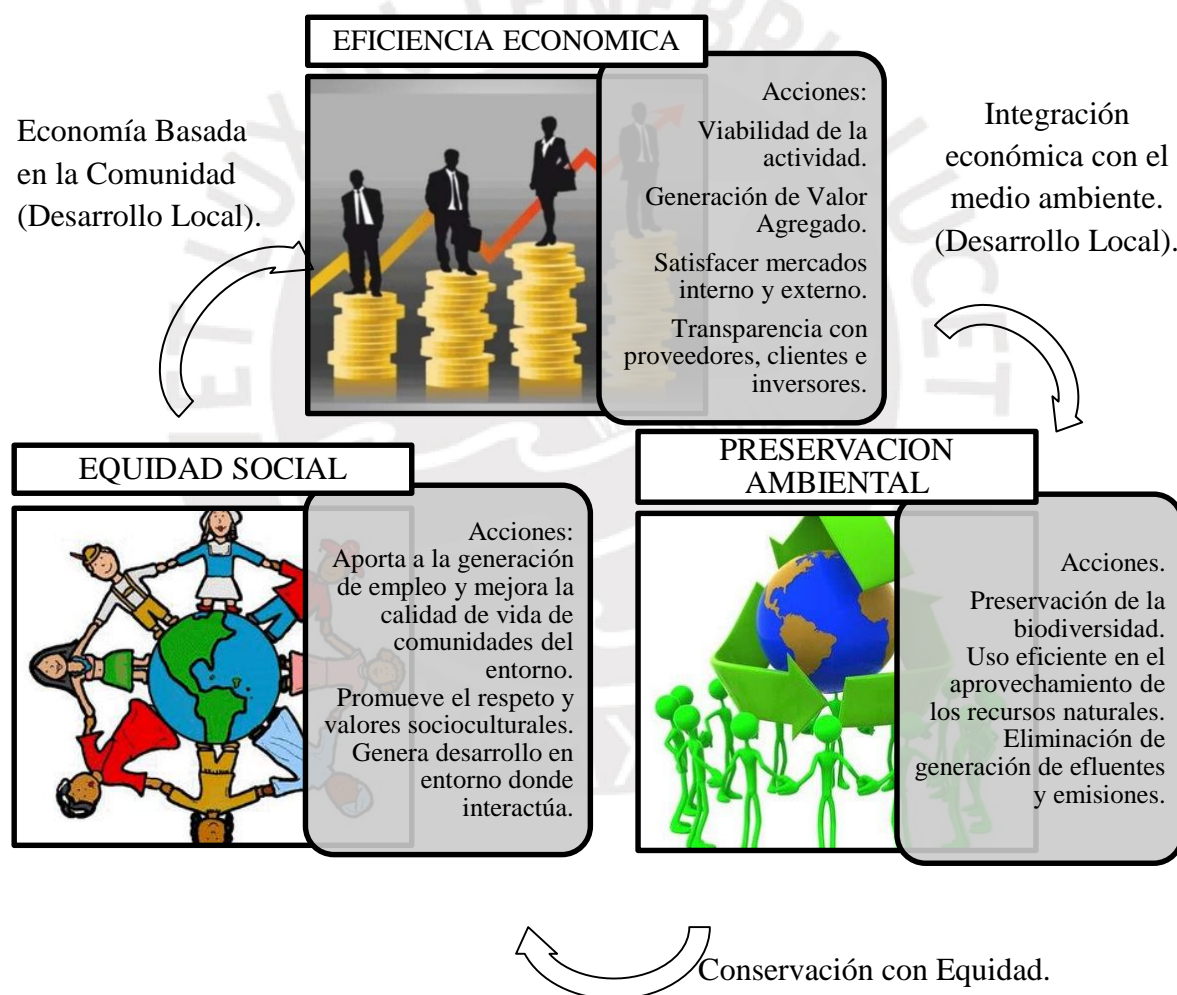 EFICIENCIA ECONOMICA
Acciones:
Viabilidad de la
actividad.
Generación de Valor
Agregado.
Satisfacer mercados
interno y externo.
Transparencia con
proveedores, clientes e
inversores.
Economía Basada
en la Comunidad
(Desarrollo Local).
Integración
económica con el
medio ambiente.
(Desarrollo Local).
EQUIDAD SOCIAL
Acciones:
Aporta a la generación
de empleo y mejora la
calidad de vida de
comunidades del
entorno.
Promueve el respeto y
valores socioculturales.
Genera desarrollo en
entorno donde
interactúa.
PRESERVACION
AMBIENTAL
Acciones.
Preservación de la
biodiversidad.
Uso eficiente en el
aprovechamiento de
los recursos naturales.
Eliminación de
generación de efluentes
y emisiones.
Conservación con Equidad.